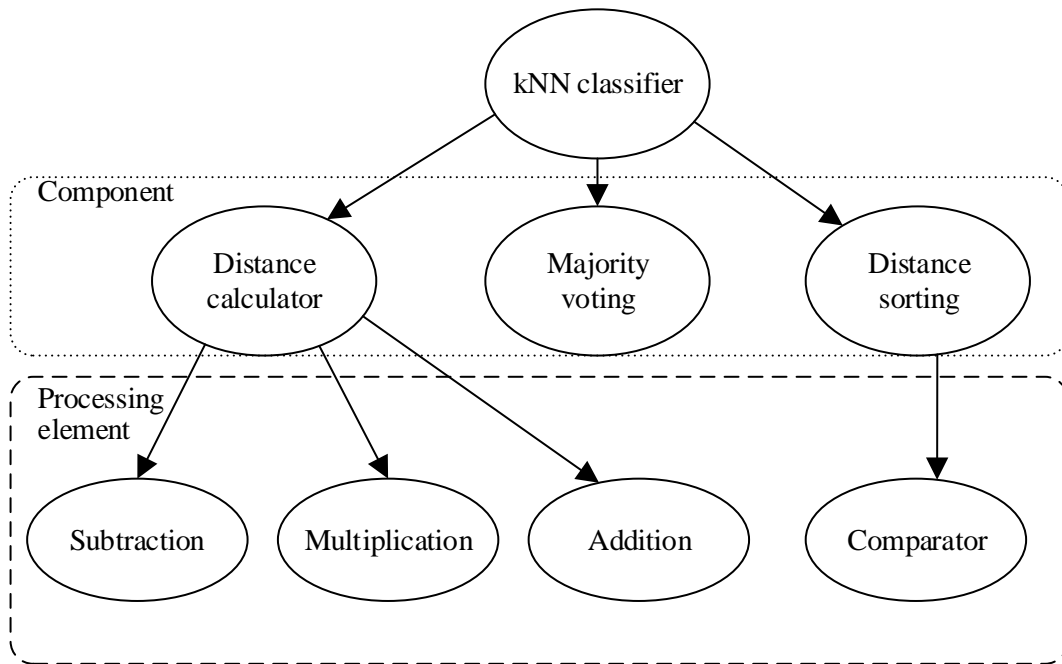 kNN classifier
Component
Distance
calculator
Majority
voting
Distance
sorting
Processing
element
Subtraction
Multiplication
Addition
Comparator